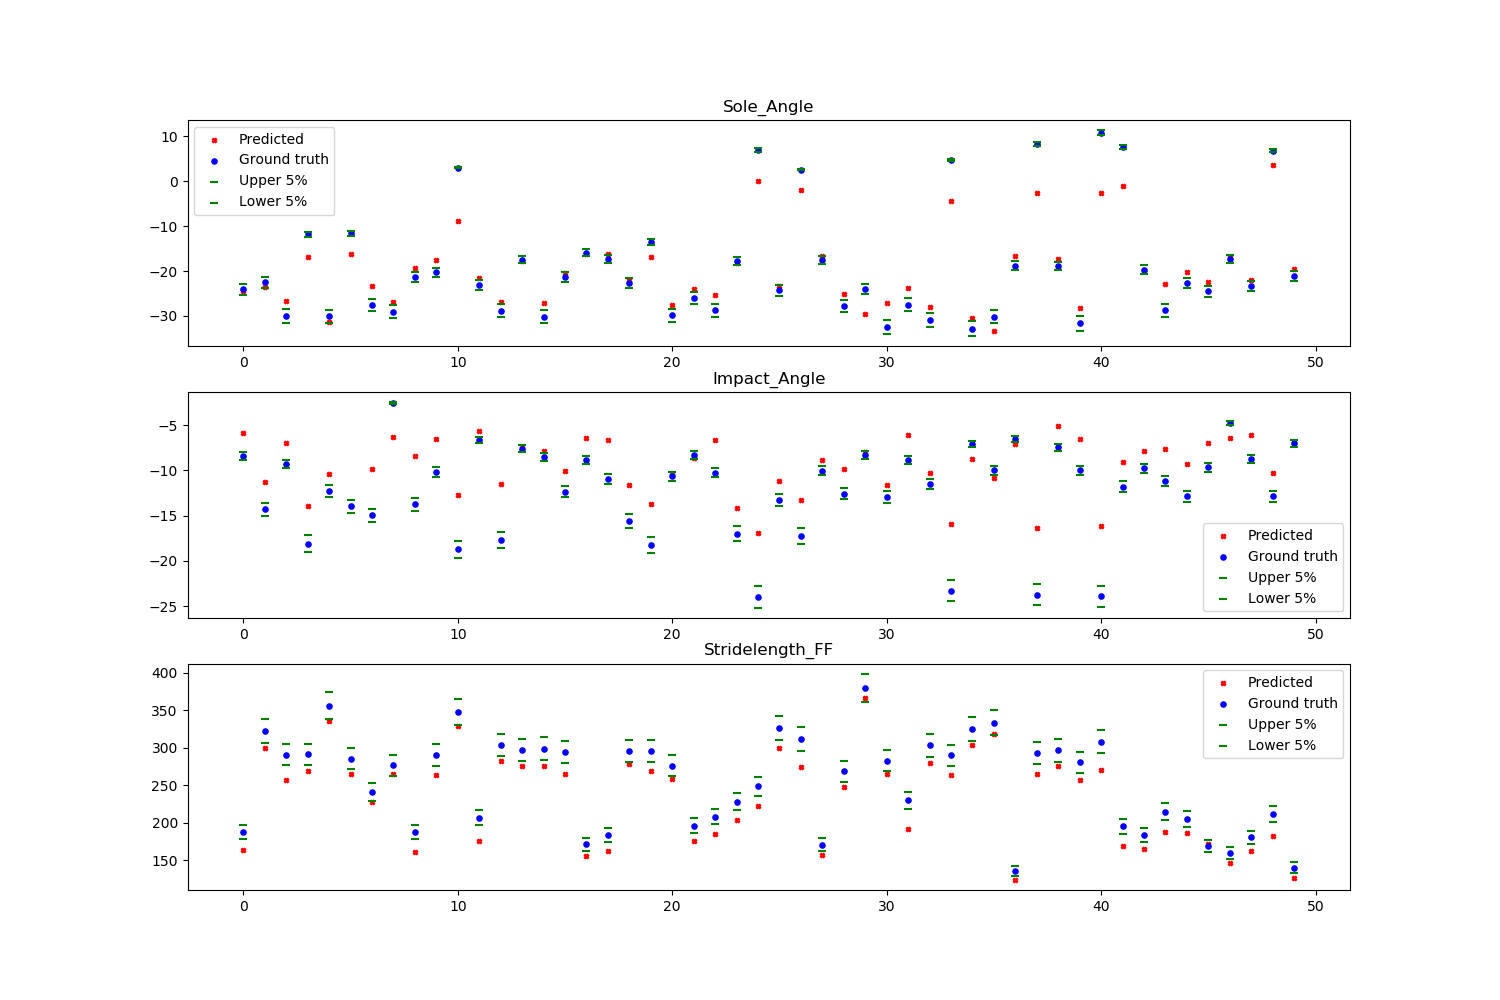 Sole_Angle
Predicted
Ground truth
Upper 5%
Lower 5%
10
0
−10
−20
−30
0 10 20 30 40 50
Impact_Angle
−5
−10
−15
−20
−25
Predicted
Ground truth
Upper 5%
Lower 5%
0 10 20 30 40 50
Stridelength_FF
400
350
300
250
200
150
Predicted
Ground truth
Upper 5%
Lower 5%
0 10 20 30 40 50